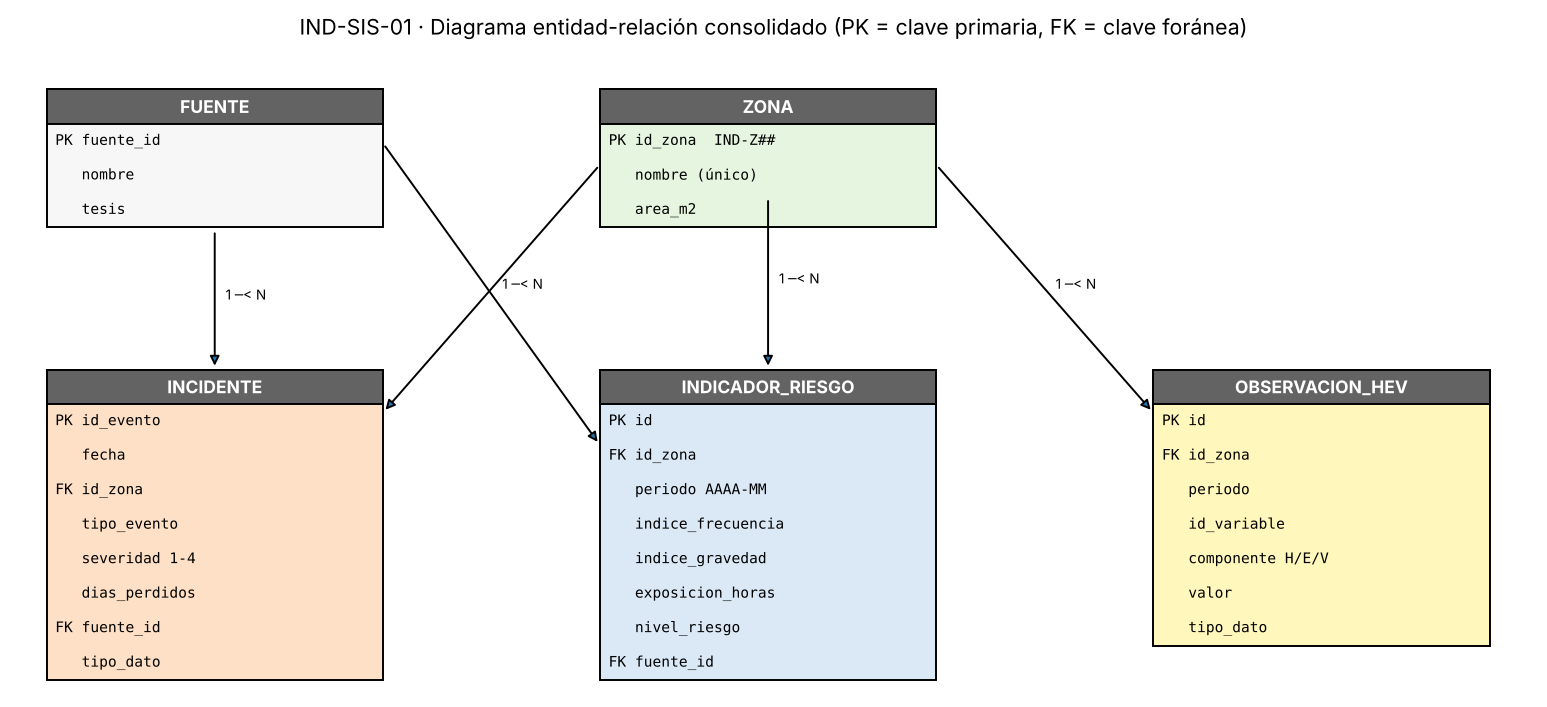 IND-SIS-01 · Diagrama entidad-relación consolidado (PK = clave primaria, FK = clave foránea)
FUENTE
PK fuente_id
nombre
tesis
ZONA
PK id_zona  IND-Z##
nombre (único)
area_m2
1—< N
1—< N
1—< N
1—< N
INCIDENTE
PK id_evento
fecha
FK id_zona
tipo_evento
severidad 1-4
dias_perdidos
FK fuente_id
tipo_dato
INDICADOR_RIESGO
PK id
FK id_zona
periodo AAAA-MM
indice_frecuencia
indice_gravedad
exposicion_horas
nivel_riesgo
FK fuente_id
OBSERVACION_HEV
PK id
FK id_zona
periodo
id_variable
componente H/E/V
valor
tipo_dato